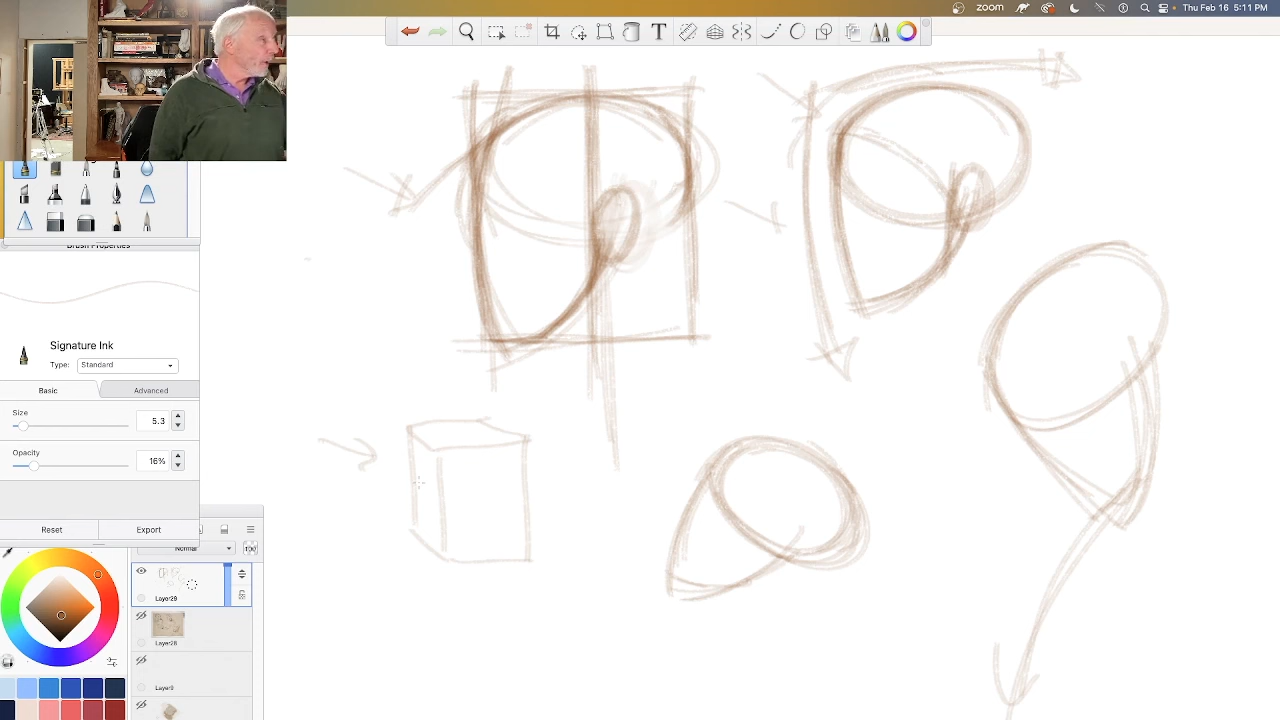 zoom
Thu Feb 16 5:11 PM
T
Brush Properties
Signature Ink
Type: Standard
Basic
Advanced
Size
5.3
Opacity
16%
Reset
Export
Normal
100
Layer29
Layer28
Layer9